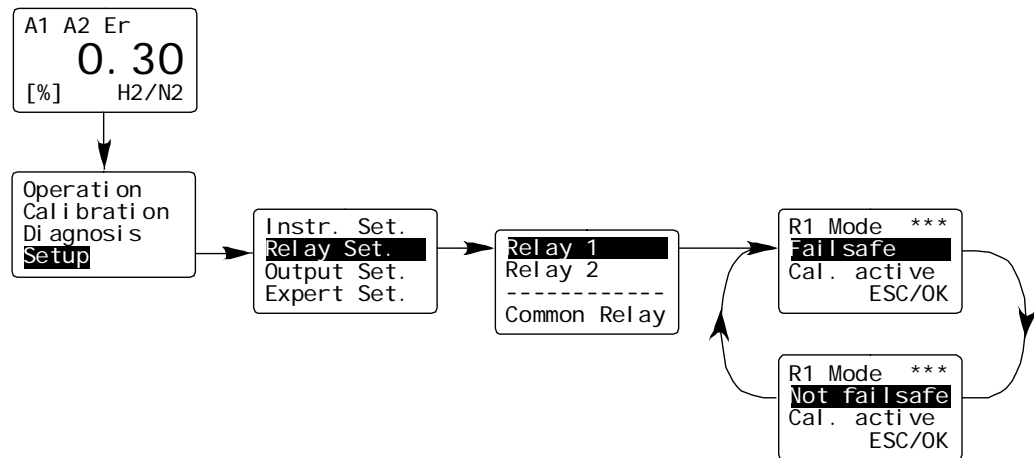 A1 A2 Er
0.30
[%] H2/N2
Operation
Calibration
Diagnosis
Setup
Instr. Set.
Relay Set.
Output Set.
Expert Set.
Relay 1
Relay 2
------------
Common Relay
R1 Mode ***
Failsafe
Cal. active
ESC/OK
R1 Mode ***
Not failsafe
Cal. active
ESC/OK